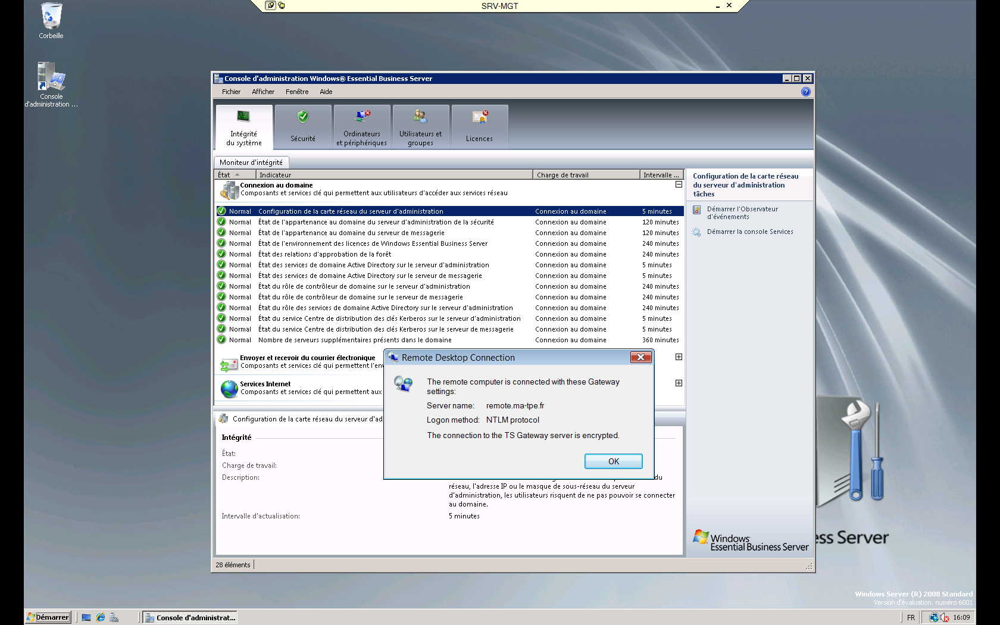 SRV-MGT
Corbeille
Console
d'administration ...
Console d'administration Windows® Essential Business Server
Fichier Afficher Fenêtre Aide
Intégrité
du système
Sécurité
Ordinateurs
et périphériques
Utilisateurs et
groupes
Licences
Moniteur d'intégrité
État Indicateur Charge de travail Intervalle ...
Connexion au domaine
Composants et services clé qui permettent aux utilisateurs d'accéder aux services réseau
Normal Configuration de la carte réseau du serveur d'administration Connexion au domaine 5 minutes
Normal État de l'appartenance au domaine du serveur d'administration de la sécurité Connexion au domaine 120 minutes
Normal État de l'appartenance au domaine du serveur de messagerie Connexion au domaine 120 minutes
Normal État de l'environnement des licences de Windows Essential Business Server Connexion au domaine 240 minutes
Normal État des relations d'approbation de la forêt Connexion au domaine 240 minutes
Normal État des services de domaine Active Directory sur le serveur d'administration Connexion au domaine 5 minutes
Normal État des services de domaine Active Directory sur le serveur de messagerie Connexion au domaine 5 minutes
Normal État du rôle de contrôleur de domaine sur le serveur d'administration Connexion au domaine 240 minutes
Normal État du rôle de contrôleur de domaine sur le serveur de messagerie Connexion au domaine 240 minutes
Normal État du rôle des services de domaine Active Directory sur le serveur d'administration Connexion au domaine 240 minutes
Normal État du service Centre de distribution des clés Kerberos sur le serveur d'administration Connexion au domaine 5 minutes
Normal État du service Centre de distribution des clés Kerberos sur le serveur de messagerie Connexion au domaine 5 minutes
Normal Nombre de serveurs supplémentaires présents dans le domaine Connexion au domaine 360 minutes
Envoyer et recevoir du courrier électronique
Composants et services clé qui permettent l'en
Services Internet
Composants et services clé qui permettent aux
Configuration de la carte réseau
du serveur d'administration
tâches
Démarrer l'Observateur
d'événements
Démarrer la console Services
Remote Desktop Connection
The remote computer is connected with these Gateway
settings:
Server name: remote.ma-tpe.fr
Logon method: NTLM protocol
The connection to the TS Gateway server is encrypted.
OK
Configuration de la carte réseau du serveur d'ad
Intégrité
État:
Charge de travail:
Description:
du
réseau, l'adresse IP ou le masque de sous-réseau du serveur
d'administration, les utilisateurs risquent de ne pas pouvoir se connecter
au domaine.
Intervalle d'actualisation: 5 minutes
Windows
Essential Business Server
ess Server
28 éléments
Windows Server (R) 2008 Standard
Version d'évaluation. numéro 6001
Démarrer Console d'administrat... FR 16:09